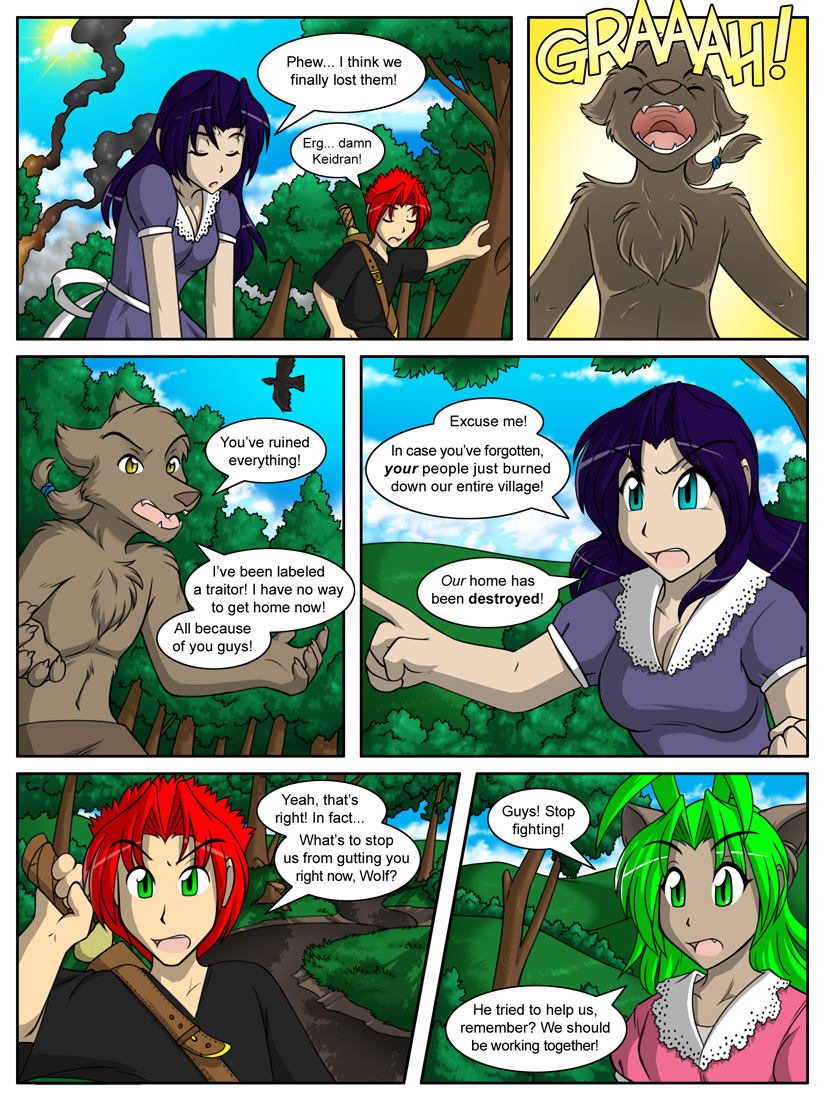 Phew... I think we
finally lost them!
Erg... damn
Keidran!
GRAAAH!
You've ruined
everything!
I've been labeled
a traitor! I have no way
to get home now!
All because
of you guys!
Excuse me!
In case you've forgotten,
your people just burned
down our entire village!
Our home has
been destroyed!
Yeah, that's
right! In fact...
What's to stop
us from gutting you
right now, Wolf?
Guys! Stop
fighting!
He tried to help us,
remember? We should
be working together!